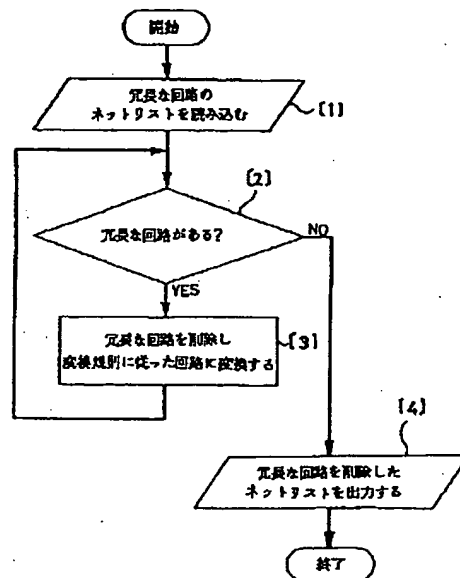 開始
冗長な回路の
ネットリストを読み込む
[1]
[2]
冗長な回路がある?
NO
YES
冗長な回路を削除し
変換規則に従った回路に変換する
[3]
[4]
冗長な回路を削除した
ネットリストを出力する
終了